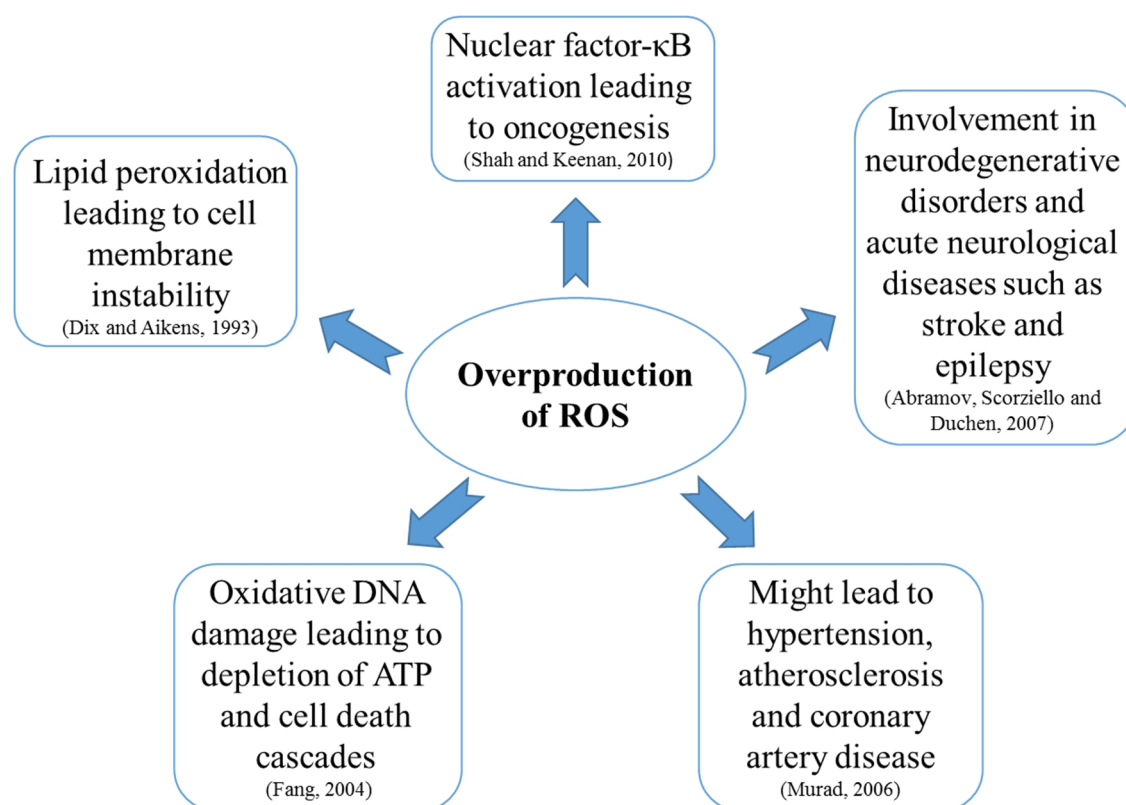 Nuclear factor-κB
activation leading
to oncogenesis
(Shah and Keenan, 2010)
Lipid peroxidation
leading to cell
membrane
instability
(Dix and Aikens, 1993)
Involvement in
neurodegenerative
disorders and
acute neurological
diseases such as
stroke and
epilepsy
(Abramov, Scorziello and
Duchen, 2007)
Overproduction
of ROS
Oxidative DNA
damage leading to
depletion of ATP
and cell death
cascades
(Fang, 2004)
Might lead to
hypertension,
atherosclerosis
and coronary
artery disease
(Murad, 2006)